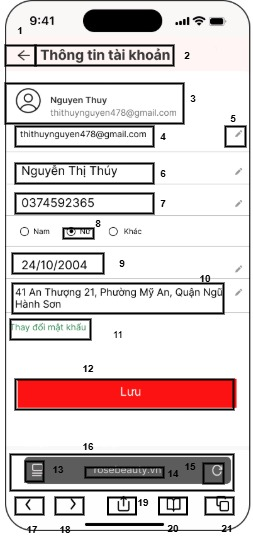 9:41
1
Thông tin tài khoản
2
Nguyen Thuy
3
thithuynguyen478@gmail.com
5
thithuynguyen478@gmail.com
4
Nguyễn Thị Thúy
6
0374592365
7
8
Nam
Nữ
Khác
24/10/2004
9
10
41 An Thượng 21, Phường Mỹ An, Quận Ngũ
Hành Sơn
Thay đổi mật khẩu
11
12
Lưu
16
13
rosebeauty.vn
14
15
19
17
18
20
21